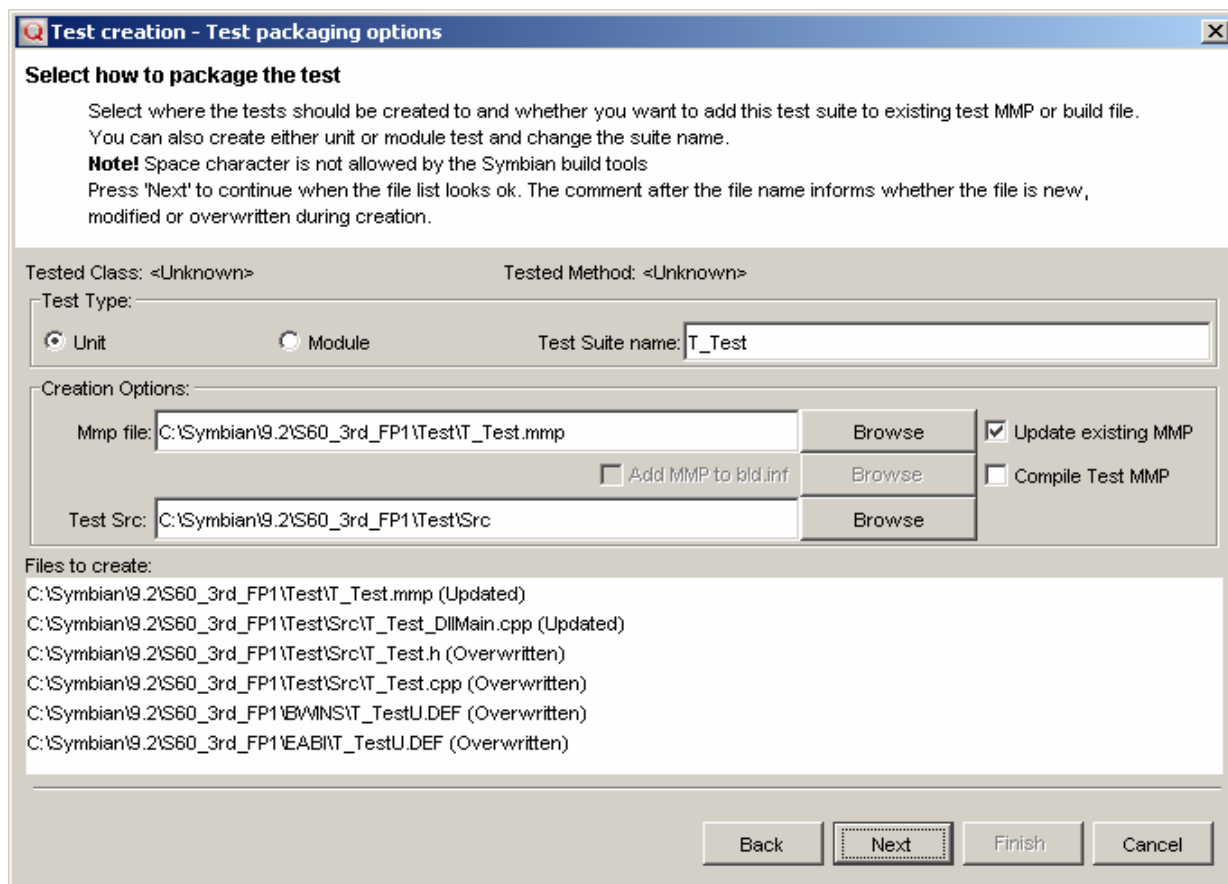 Test creation - Test packaging options
Select how to package the test
Select where the tests should be created to and whether you want to add this test suite to existing test MMP or build file.
You can also create either unit or module test and change the suite name.
Note! Space character is not allowed by the Symbian build tools
Press 'Next' to continue when the file list looks ok. The comment after the file name informs whether the file is new,
modified or overwritten during creation.
Tested Class: <Unknown> Tested Method: <Unknown>
Test Type:
Unit Module Test Suite name: T_Test
Creation Options:
Mmp file: C:\Symbian\9.2\S60_3rd_FP1\Test\T_Test.mmp Browse Update existing MMP
Add MMP to bld.inf Browse Compile Test MMP
Test Src: C:\Symbian\9.2\S60_3rd_FP1\Test\Src Browse
Files to create:
C:\Symbian\9.2\S60_3rd_FP1\Test\T_Test.mmp (Updated)
C:\Symbian\9.2\S60_3rd_FP1\Test\Src\T_Test_DllMain.cpp (Updated)
C:\Symbian\9.2\S60_3rd_FP1\Test\Src\T_Test.h (Overwritten)
C:\Symbian\9.2\S60_3rd_FP1\Test\Src\T_Test.cpp (Overwritten)
C:\Symbian\9.2\S60_3rd_FP1\BWINS\T_TestU.DEF (Overwritten)
C:\Symbian\9.2\S60_3rd_FP1\EABI\T_TestU.DEF (Overwritten)
Back Next Finish Cancel